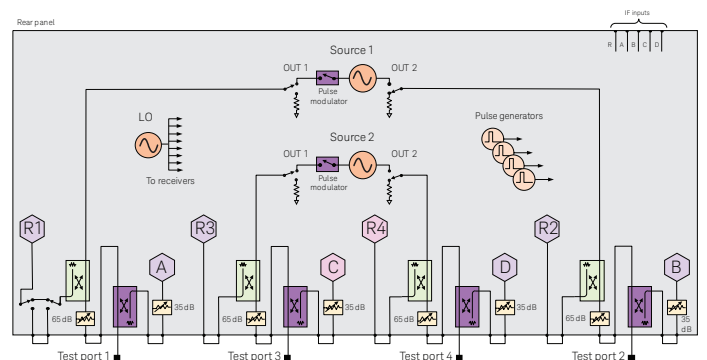 Rear panel
IF inputs
R A B C D
Source 1
OUT 1
OUT 2
Pulse
modulator
LO
To receivers
Pulse generators
Source 2
OUT 1
OUT 2
Pulse
modulator
R1
R3
R4
R2
A
C
D
B
35 dB
35 dB
35 dB
35
dB
65 dB
65 dB
65 dB
65 dB
Test port 1
Test port 3
Test port 4
Test port 2